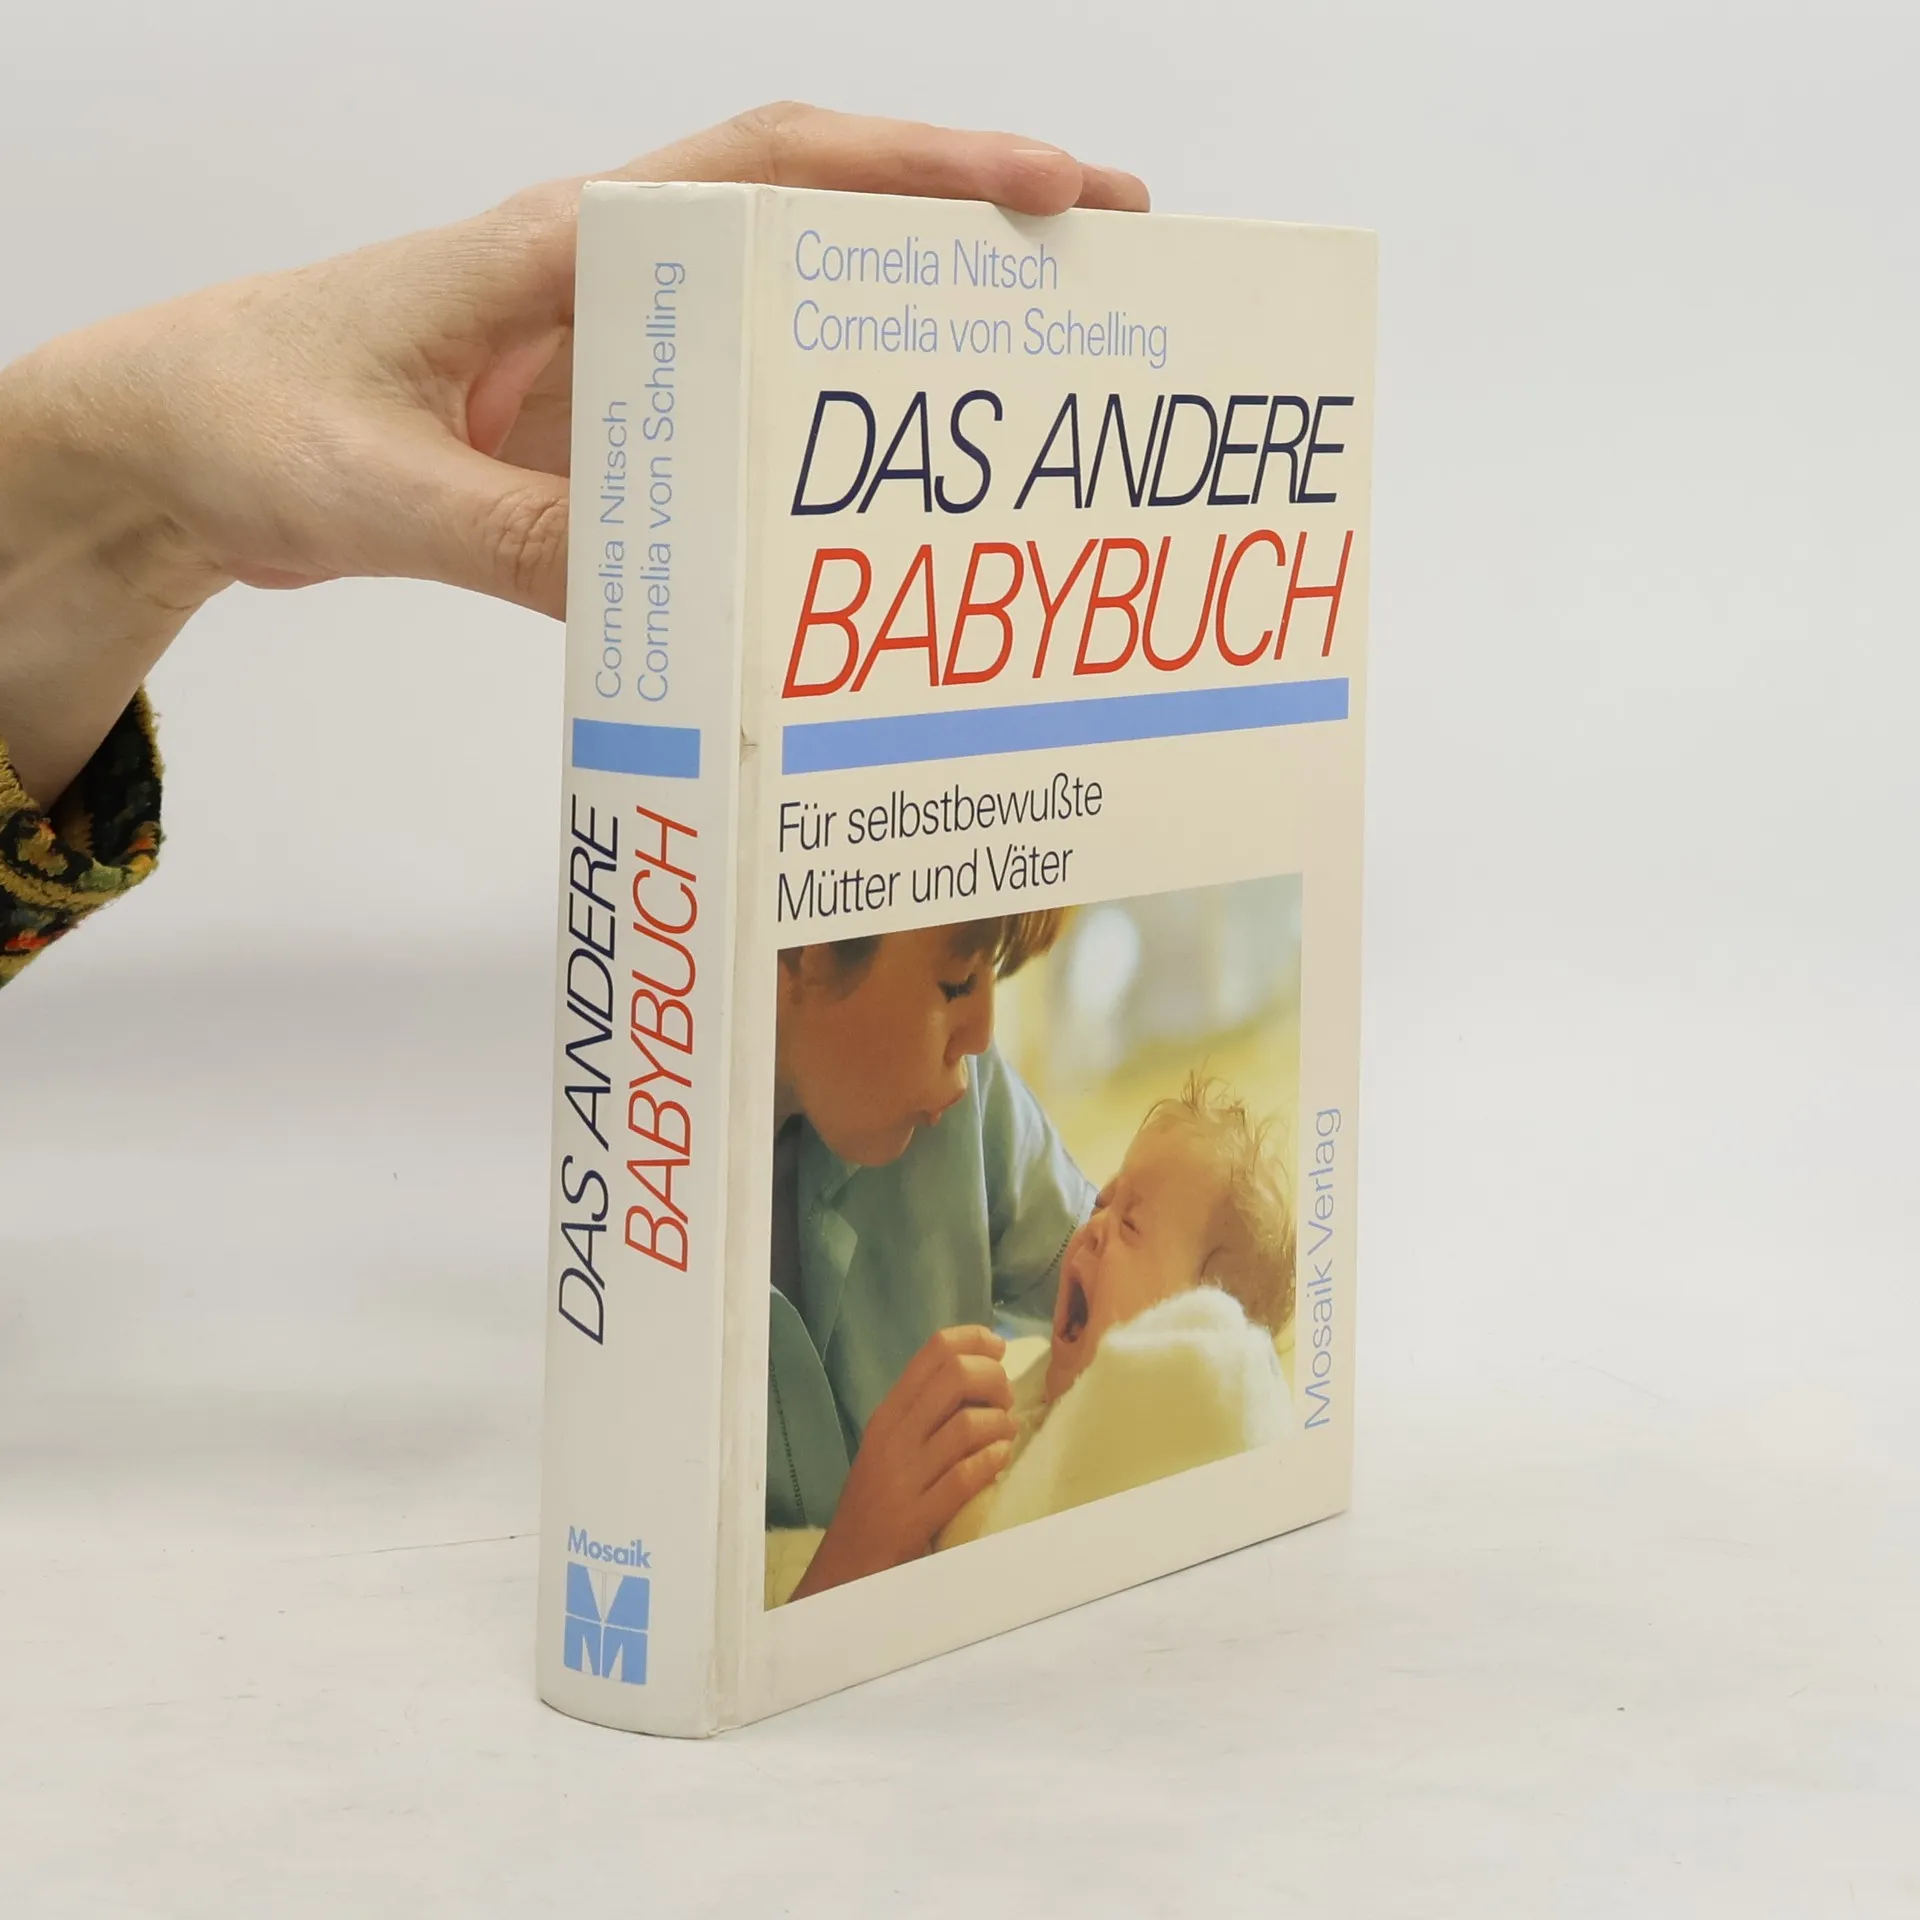 Cornelia Nitsch
Cornelia von Schelling
DAS ANDERE
BABYBUCH
Für selbstbewußte
Mütter und Väter
Mosaik Verlag
Cornelia Nitsch
Cornelia von Schelling
DAS ANDERE
BABYBUCH
Mosaik